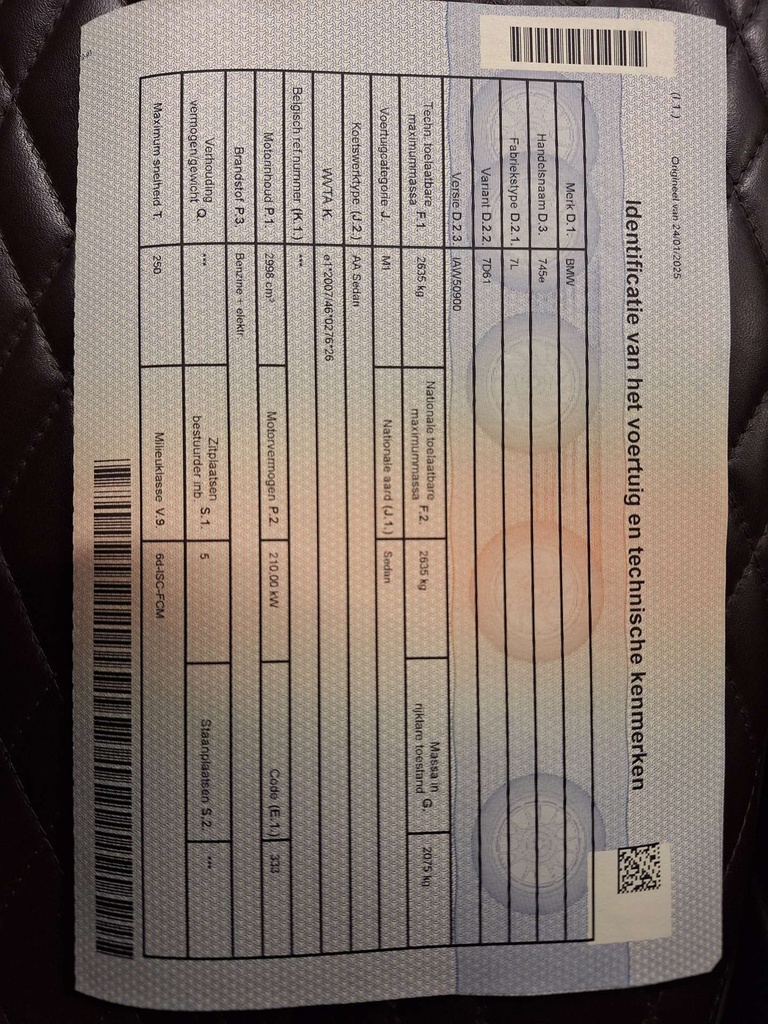 (I.1.) Origineel van 24/01/2025
Identificatie van het voertuig en technische kenmerken
Merk D.1. BMW
Handelsnaam D.3. 745e
Fabriekstype D.2.1. 7L
Variant D.2.2. 7D61
Versie D.2.3. IAW50900
Techn. toelaatbare maximummassa F.1. 2635 kg Nationale toelaatbare maximummassa F.2. 2635 kg Massa in rijklare toestand G. 2075 kg
Voertuigcategorie J. M1 Nationale aard (J.1.) Sedan
Koetswerktype (J.2.) AA Sedan
WVTA K. e1*2007/46*0276*26
Belgisch ref.nummer (K.1.) ***
Motorinhoud P.1. 2998 cm³ Motorvermogen P.2. 210,00 kW Code (E.1.) 333
Brandstof P.3. Benzine + elektr
Verhouding vermogen/gewicht Q. *** Zitplaatsen bestuurder inb. S.1. 5 Staanplaatsen S.2. ***
Maximum snelheid T. 250 Milieuklasse V.9. 6d-ISC-FCM